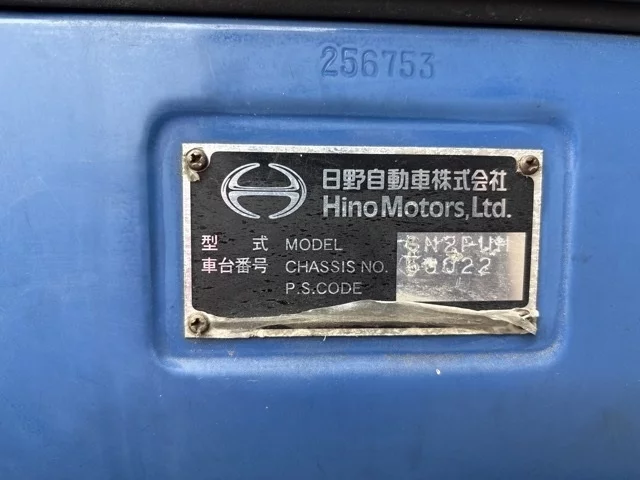 256753
日野自動車株式会社
Hino Motors, Ltd.
型式 MODEL
車台番号 CHASSIS NO.
P.S.CODE